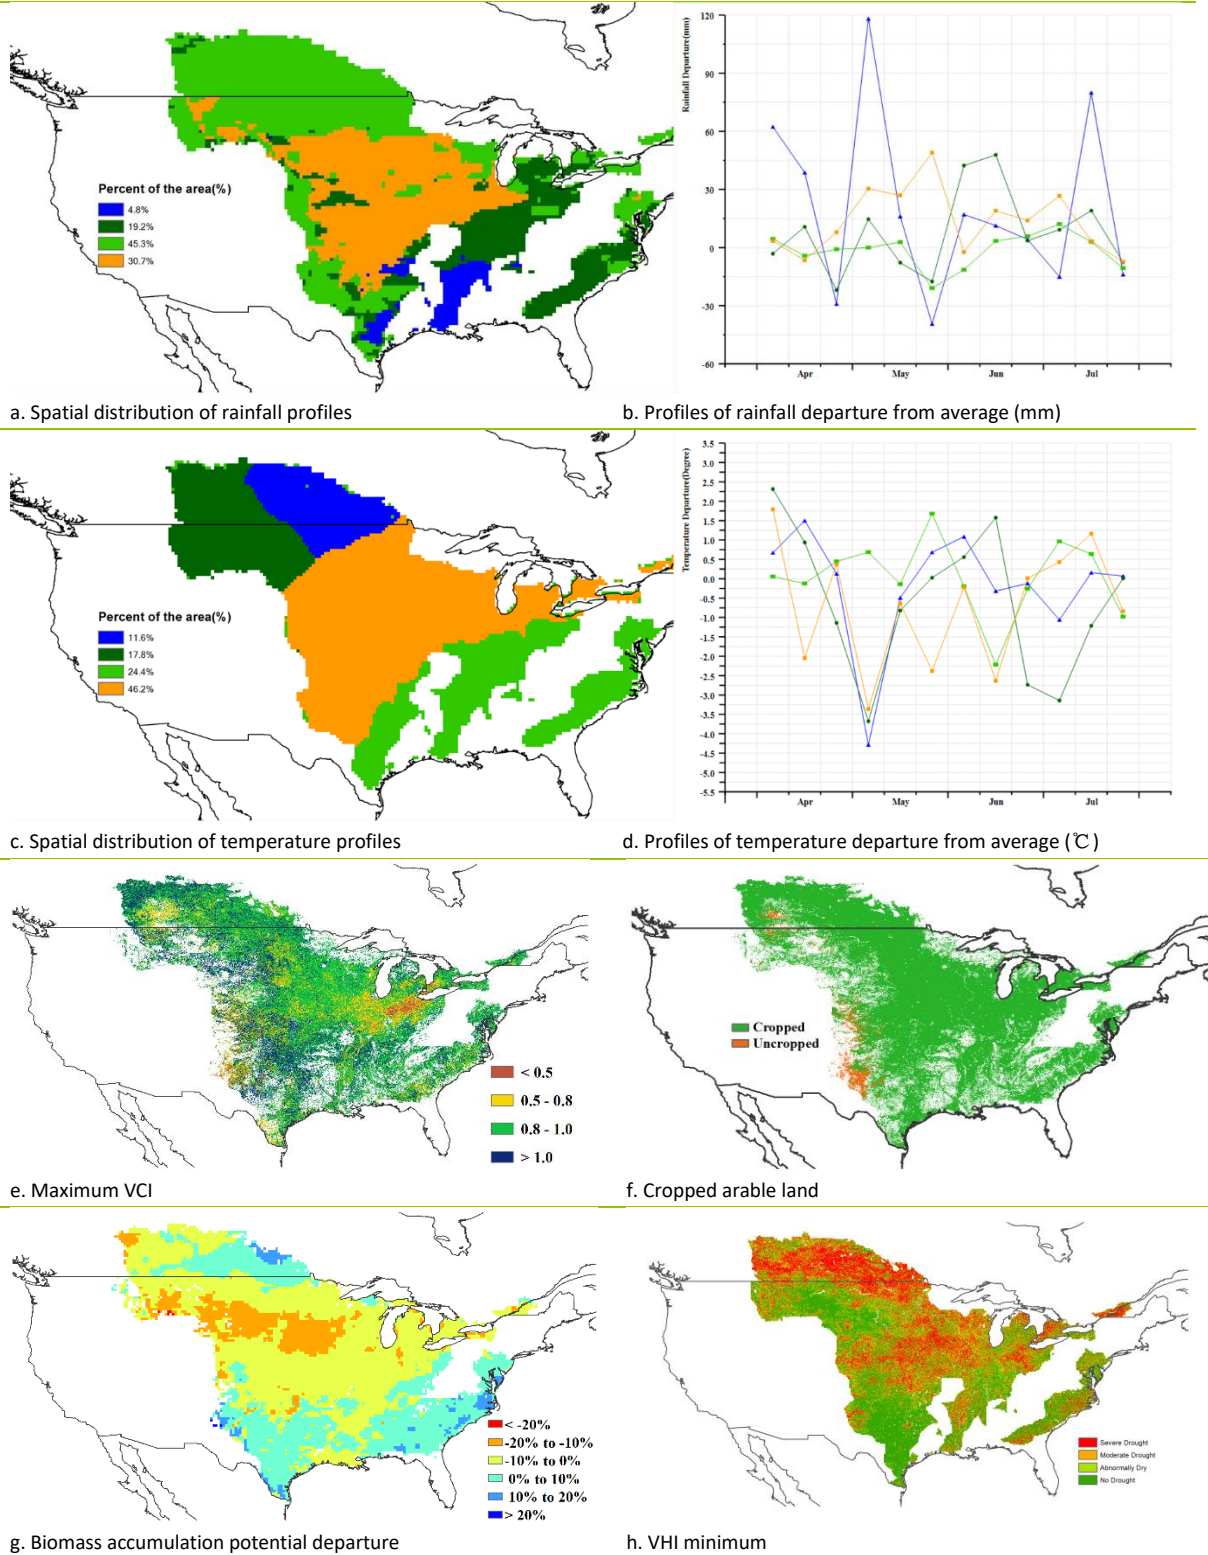 Percent of the area(%)
4.8%
19.2%
45.3%
30.7%
Rainfall Departure(mm)
120
90
60
30
0
-30
-60
Apr May Jun Jul
a. Spatial distribution of rainfall profiles
b. Profiles of rainfall departure from average (mm)
Percent of the area(%)
11.6%
17.8%
24.4%
46.2%
Temperature Departure(Degree)
3.5
3.0
2.5
2.0
1.5
1.0
0.5
0.0
-0.5
-1.0
-1.5
-2.0
-2.5
-3.0
-3.5
-4.0
-4.5
-5.0
-5.5
Apr May Jun Jul
c. Spatial distribution of temperature profiles
d. Profiles of temperature departure from average (℃)
< 0.5
0.5 - 0.8
0.8 - 1.0
> 1.0
Cropped
Uncropped
e. Maximum VCI
f. Cropped arable land
< -20%
-20% to -10%
-10% to 0%
0% to 10%
10% to 20%
> 20%
Severe Drought
Moderate Drought
Abnormally Dry
No Drought
g. Biomass accumulation potential departure
h. VHI minimum